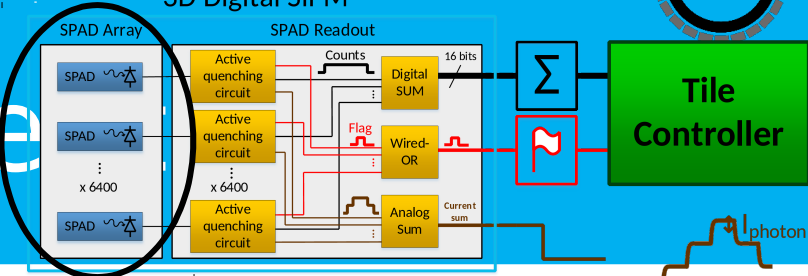 3D Digital SiPM
SPAD Array
SPAD Readout
SPAD
SPAD
x 6400
SPAD
Active
quenching
circuit
Active
quenching
circuit
x 6400
Active
quenching
circuit
Counts
Flag
Digital
SUM
Wired-
OR
Analog
Sum
16 bits
Current
sum
Σ
Tile
Controller
Iphoton